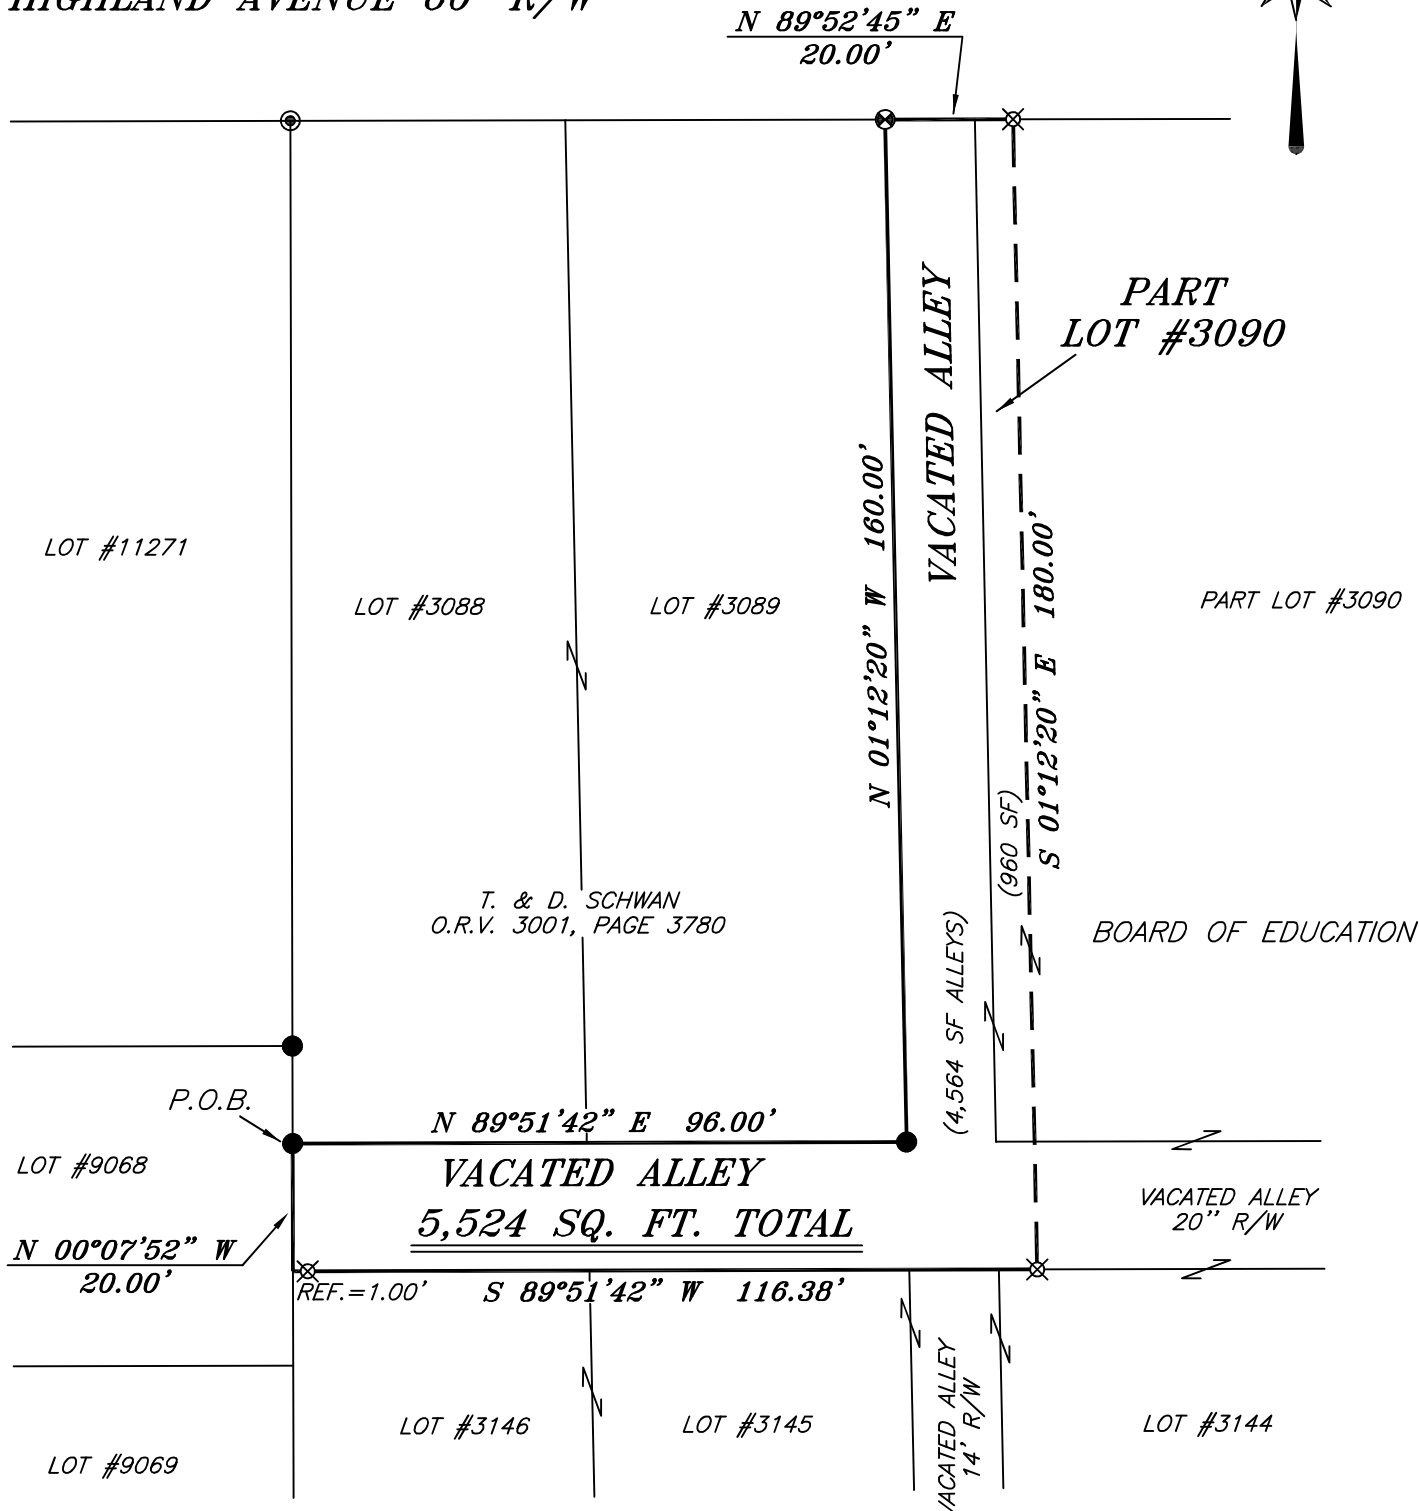 HIGHLAND AVENUE 60' R/W
N 89°52'45" E
20.00'
PART
LOT #3090
VACATED ALLEY
N 01°12'20" W 160.00'
S 01°12'20" E 180.00'
LOT #11271
LOT #3088
LOT #3089
PART LOT #3090
(960 SF)
T. & D. SCHWAN
O.R.V. 3001, PAGE 3780
(4,564 SF ALLEYS)
BOARD OF EDUCATION
P.O.B.
N 89°51'42" E 96.00'
LOT #9068
VACATED ALLEY
5,524 SQ. FT. TOTAL
VACATED ALLEY
20'' R/W
N 00°07'52" W
20.00'
REF.=1.00'
S 89°51'42" W 116.38'
VACATED ALLEY
14' R/W
LOT #3146
LOT #3145
LOT #3144
LOT #9069